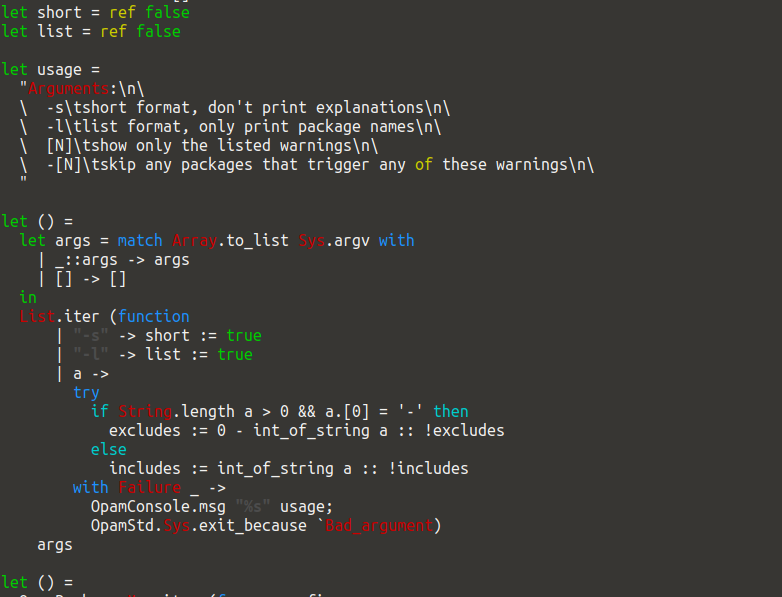 let short = ref false
let list = ref false
let usage =
"Arguments:\n\
\  -s\tshort format, don't print explanations\n\
\  -l\tlist format, only print package names\n\
\  [N]\tshow only the listed warnings\n\
\  -[N]\tskip any packages that trigger any of these warnings\n\
"
let () =
let args = match Array.to_list Sys.argv with
| _::args -> args
| [] -> []
in
List.iter (function
| "-s" -> short := true
| "-l" -> list := true
| a ->
try
if String.length a > 0 && a.[0] = '-' then
excludes := 0 - int_of_string a :: !excludes
else
includes := int_of_string a :: !includes
with Failure _ ->
OpamConsole.msg "%s" usage;
OpamStd.Sys.exit_because `Bad_argument)
args
let () =